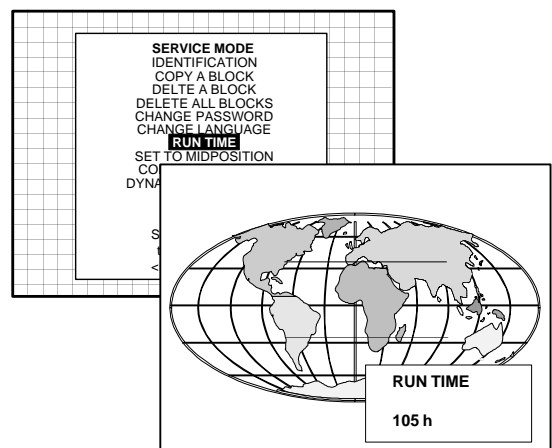 SERVICE MODE
IDENTIFICATION
COPY A BLOCK
DELTE A BLOCK
DELETE ALL BLOCKS
CHANGE PASSWORD
CHANGE LANGUAGE
RUN TIME
SET TO MIDPOSITION
RUN TIME
105 h